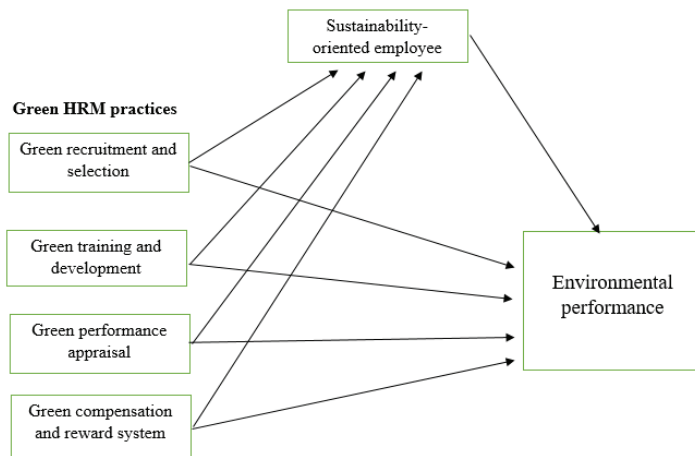 Sustainability-
oriented employee
Green HRM practices
Green recruitment and
selection
Green training and
development
Environmental
performance
Green performance
appraisal
Green compensation
and reward system